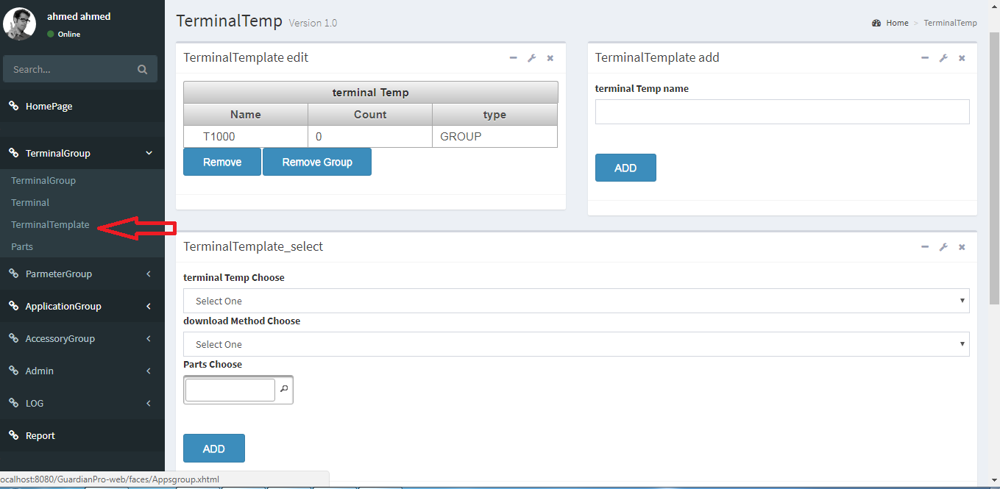 ahmed ahmed
Online
Search...
HomePage
TerminalGroup
TerminalGroup
Terminal
TerminalTemplate
Parts
ParmeterGroup
ApplicationGroup
AccessoryGroup
Admin
LOG
Report
TerminalTemp Version 1.0
Home > TerminalTemp
TerminalTemplate edit
terminal Temp
Name Count type
T1000 0 GROUP
Remove Remove Group
TerminalTemplate add
terminal Temp name
ADD
TerminalTemplate_select
terminal Temp Choose
Select One
download Method Choose
Select One
Parts Choose
ADD
ocalhost:8080/GuardianPro-web/faces/Appsgroup.xhtml